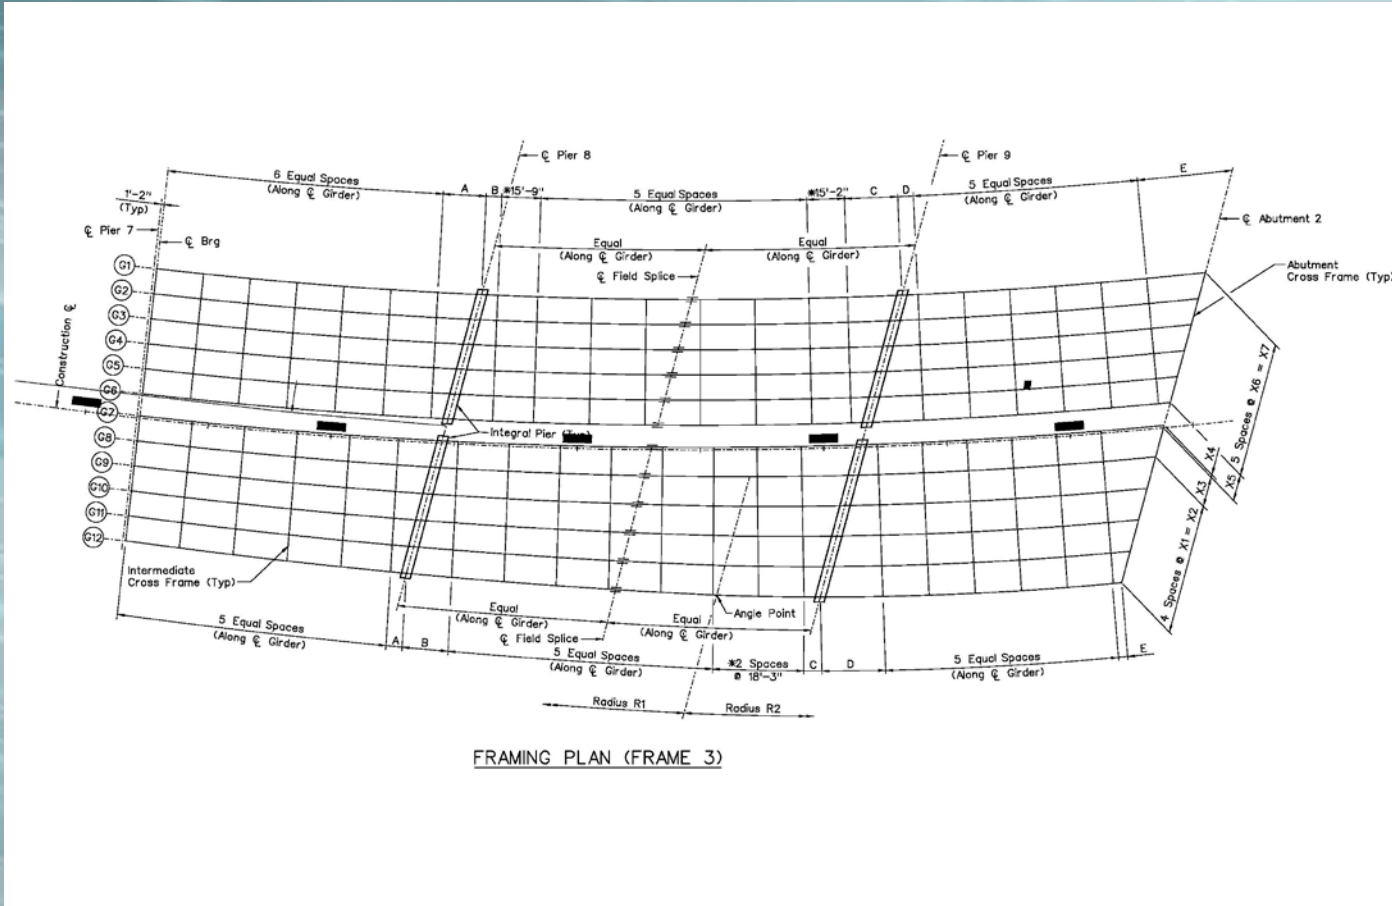 ℄ Pier 8
℄ Pier 9
6 Equal Spaces
(Along ℄ Girder)
A
B
*15'-9"
5 Equal Spaces
(Along ℄ Girder)
*15'-2"
C
D
5 Equal Spaces
(Along ℄ Girder)
E
1'-2"
(Typ)
℄ Pier 7
℄ Brg
℄ Abutment 2
Equal
(Along ℄ Girder)
Equal
(Along ℄ Girder)
℄ Field Splice
Abutment
Cross Frame (Typ)
G1
G2
G3
G4
G5
G6
G7
G8
G9
G10
G11
G12
Construction ℄
Integral Pier
X4
X5
5 Spaces @ X6 = X7
X3
4 Spaces @ X1 = X2
Intermediate
Cross Frame (Typ)
Angle Point
Equal
(Along ℄ Girder)
Equal
(Along ℄ Girder)
℄ Field Splice
5 Equal Spaces
(Along ℄ Girder)
A
B
5 Equal Spaces
(Along ℄ Girder)
*2 Spaces
@ 18'-3"
C
D
5 Equal Spaces
(Along ℄ Girder)
E
Radius R1
Radius R2
FRAMING PLAN (FRAME 3)